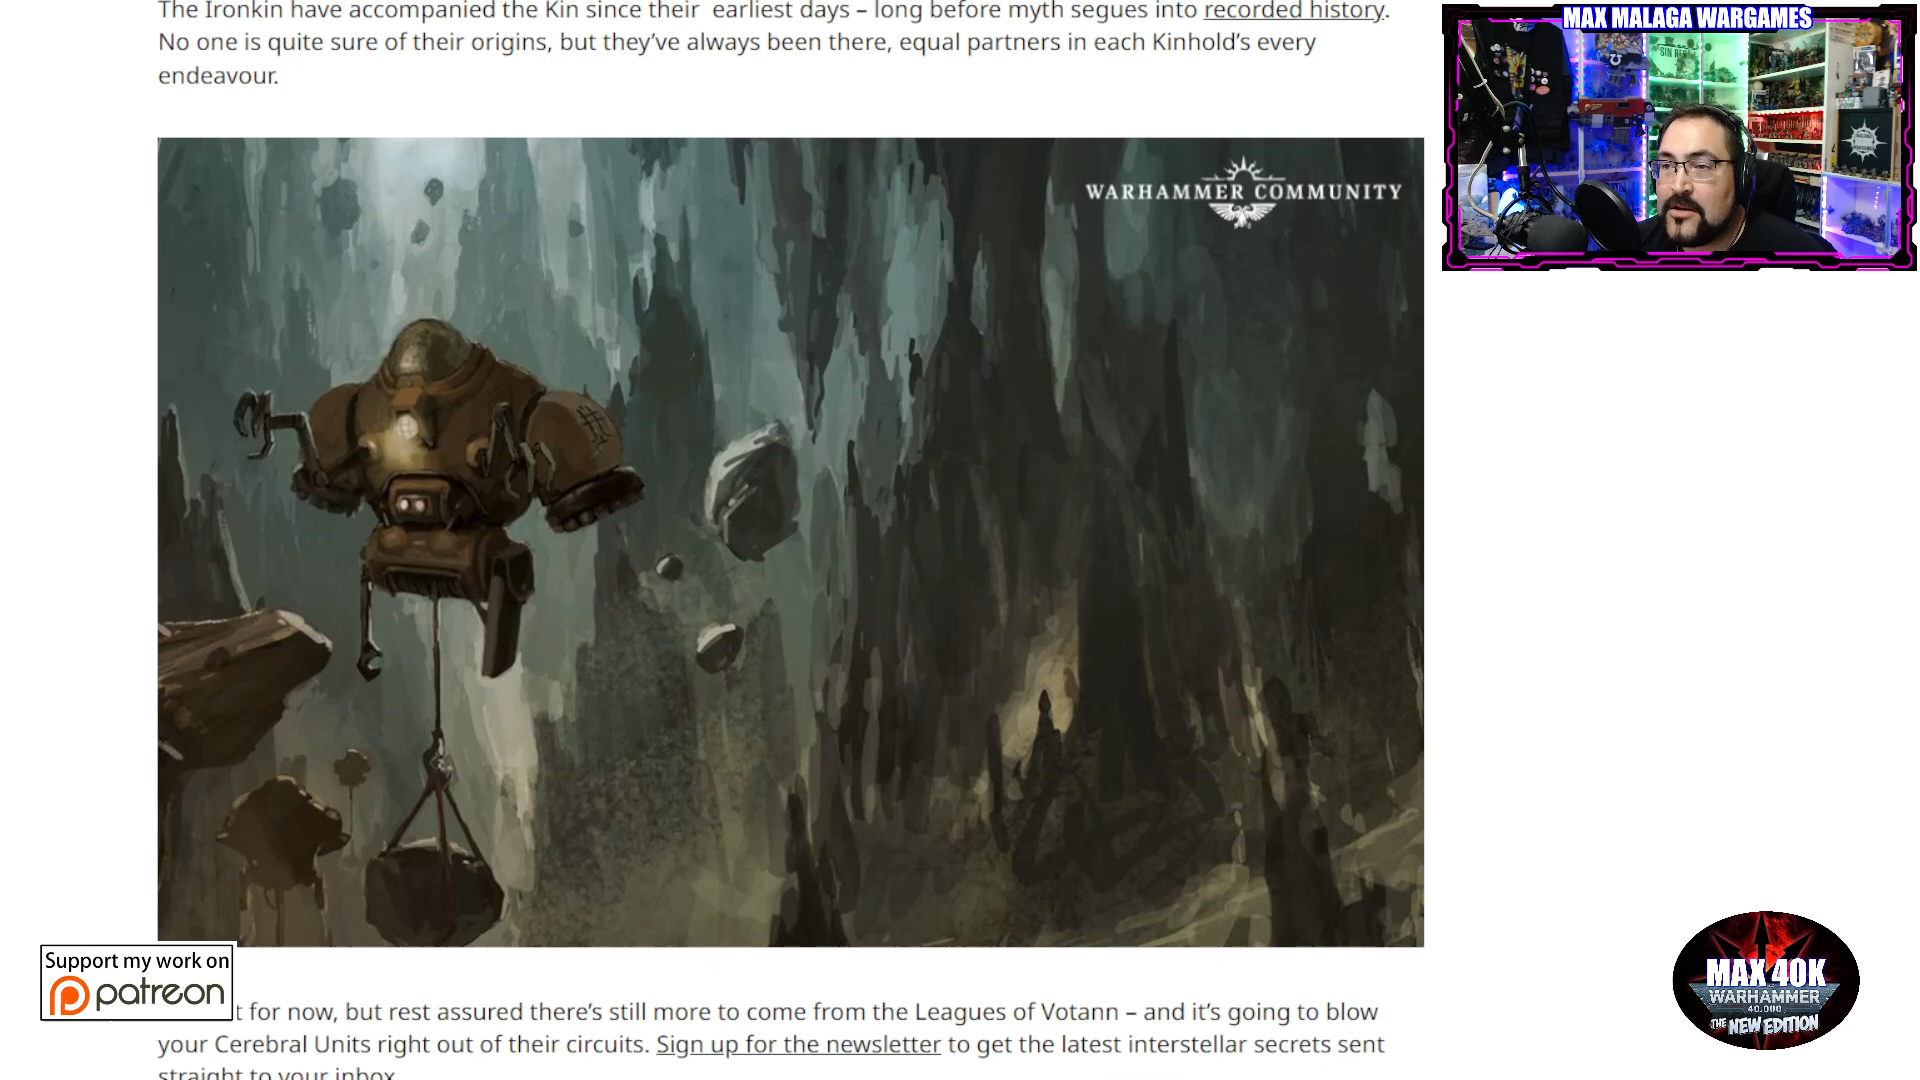 The Ironkin have accompanied the Kin since their earliest days – long before myth segues into recorded history.
No one is quite sure of their origins, but they’ve always been there, equal partners in each Kinhold’s every
endeavour.
MAX MALAGA WARGAMES
WARHAMMER COMMUNITY
Support my work on
patreon
t for now, but rest assured there’s still more to come from the Leagues of Votann – and it’s going to blow
your Cerebral Units right out of their circuits. Sign up for the newsletter to get the latest interstellar secrets sent
straight to your inbox.
MAX 40K
WARHAMMER
40,000
THE NEW EDITION